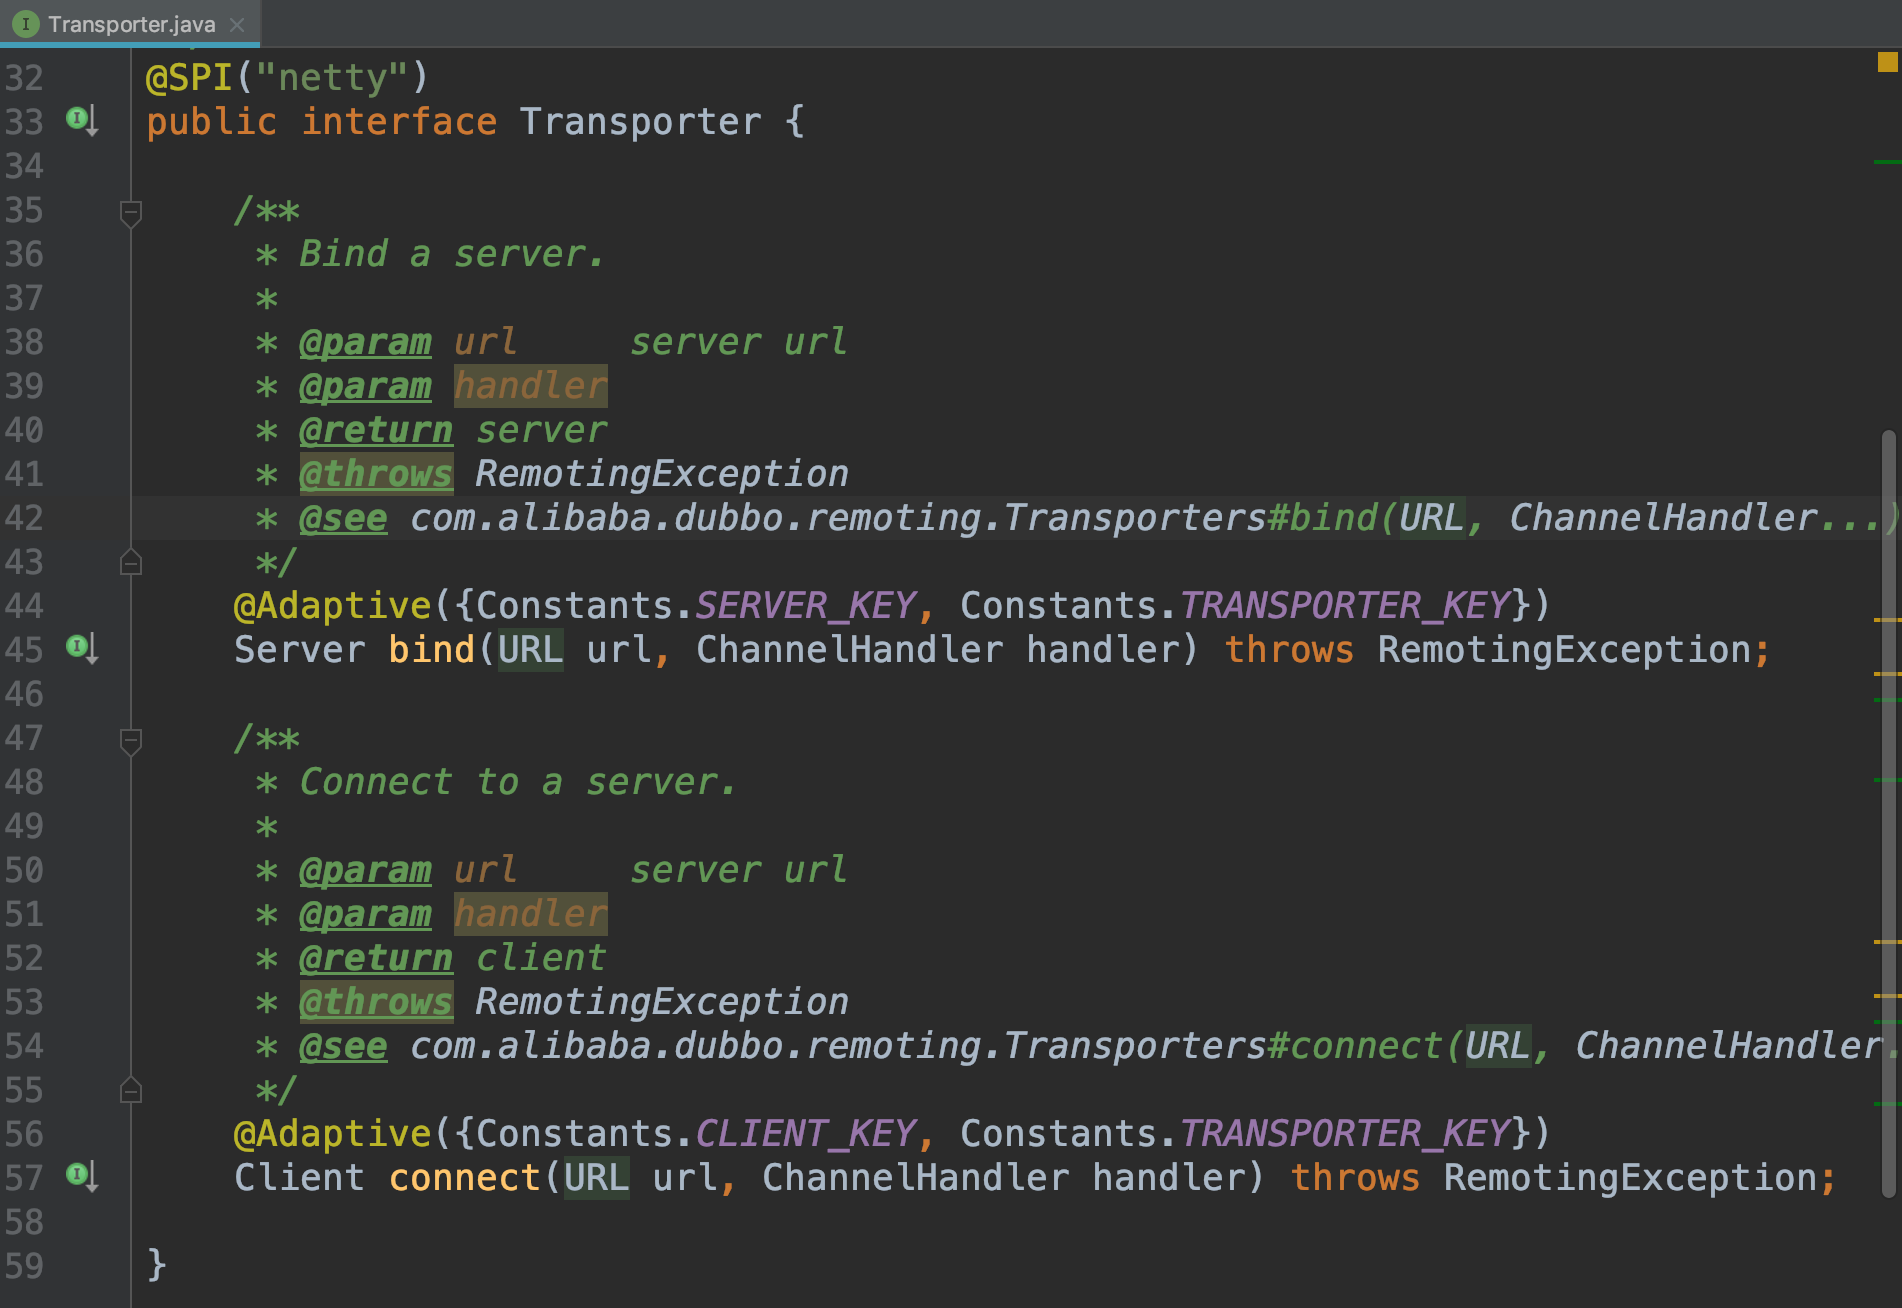 Transporter.java
32 @SPI("netty")
33 public interface Transporter {
34
35     /**
36      * Bind a server.
37      *
38      * @param url     server url
39      * @param handler
40      * @return server
41      * @throws RemotingException
42      * @see com.alibaba.dubbo.remoting.Transporters#bind(URL, ChannelHandler...)
43      */
44     @Adaptive({Constants.SERVER_KEY, Constants.TRANSPORTER_KEY})
45     Server bind(URL url, ChannelHandler handler) throws RemotingException;
46
47     /**
48      * Connect to a server.
49      *
50      * @param url     server url
51      * @param handler
52      * @return client
53      * @throws RemotingException
54      * @see com.alibaba.dubbo.remoting.Transporters#connect(URL, ChannelHandler.
55      */
56     @Adaptive({Constants.CLIENT_KEY, Constants.TRANSPORTER_KEY})
57     Client connect(URL url, ChannelHandler handler) throws RemotingException;
58
59 }